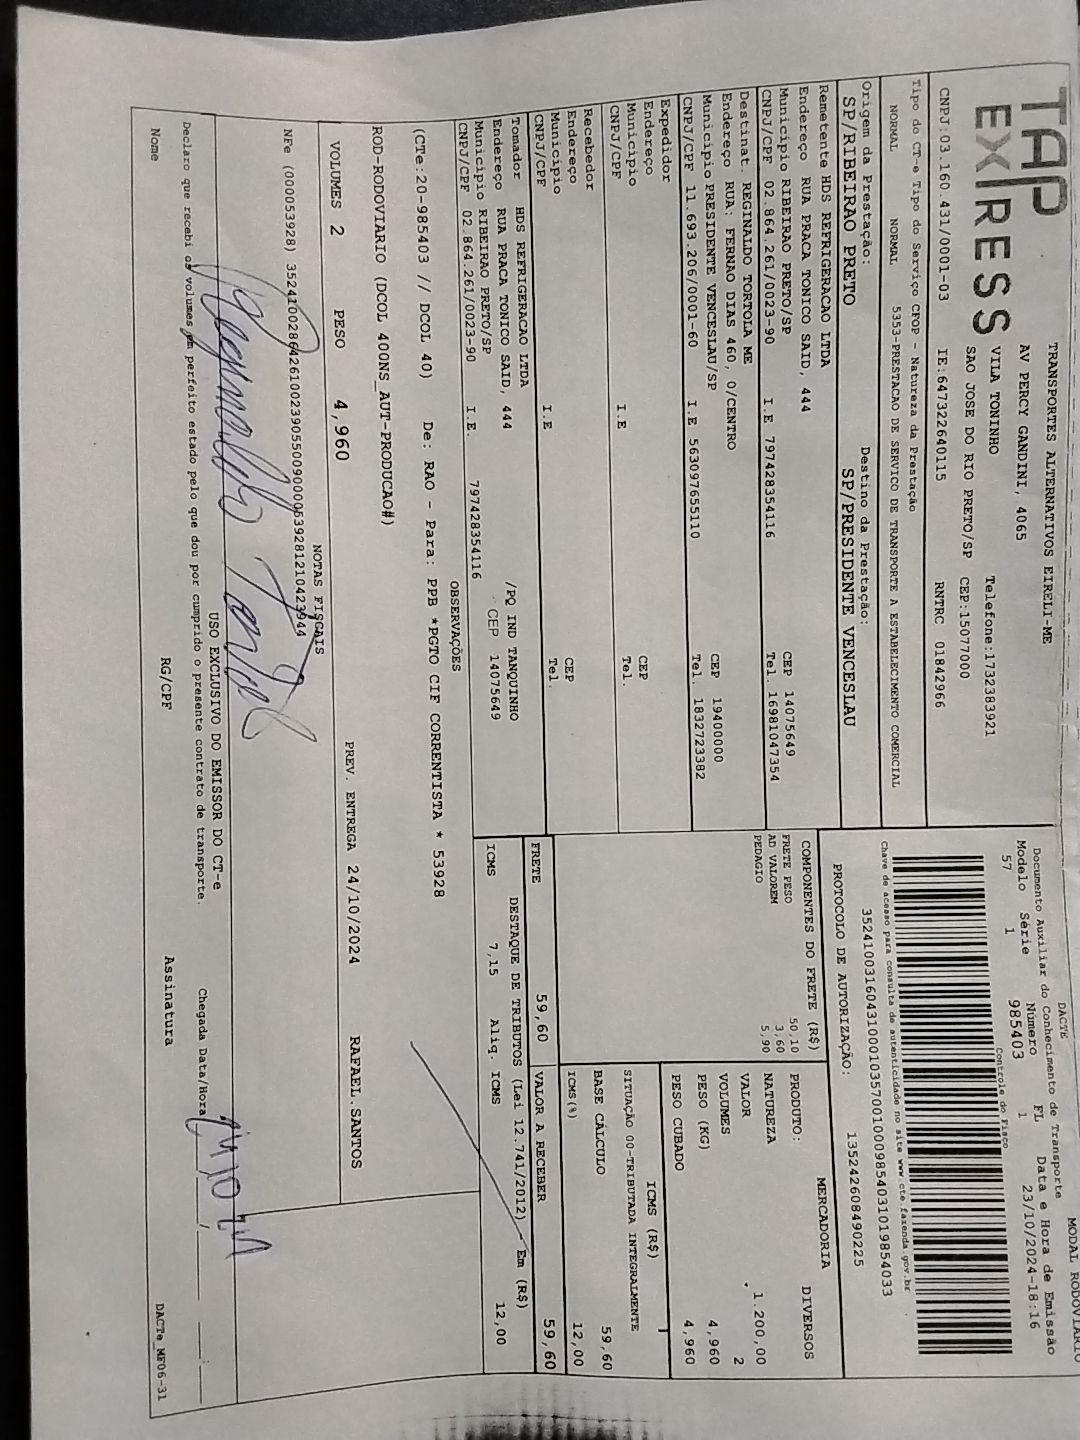 TAP
EXPRESS
TRANSPORTES ALTERNATIVOS EIRELI-ME
AV PERCY GANDINI, 4065
VILA TONINHO Telefone:1732383921
SAO JOSE DO RIO PRETO/SP CEP:15077000
CNPJ:03.160.431/0001-03 IE:647322640115 RNTRC 01842966
Tipo do CT-e Tipo do Serviço CFOP - Natureza da Prestação
NORMAL NORMAL 5353-PRESTACAO DE SERVICO DE TRANSPORTE A ESTABELECIMENTO COMERCIAL
Origem da Prestação: Destino da Prestação:
SP/RIBEIRAO PRETO SP/PRESIDENTE VENCESLAU
Remetente HDS REFRIGERACAO LTDA
Endereço RUA PRACA TONICO SAID, 444
Municipio RIBEIRAO PRETO/SP CEP 14075649
CNPJ/CPF 02.864.261/0023-90 I.E 797428354116 Tel. 16981047354
Destinat. REGINALDO TORTOLA ME
Endereço RUA: FERNAO DIAS 460, 0/CENTRO
Municipio PRESIDENTE VENCESLAU/SP CEP 19400000
CNPJ/CPF 11.693.206/0001-60 I.E 563097655110 Tel. 1832723382
Expedidor
Endereço
Municipio CEP
CNPJ/CPF I.E Tel.
Recebedor
Endereço
Municipio CEP
CNPJ/CPF I.E Tel.
Tomador HDS REFRIGERACAO LTDA
Endereço RUA PRACA TONICO SAID, 444 /PQ IND TANQUINHO
Municipio RIBEIRAO PRETO/SP CEP 14075649
CNPJ/CPF 02.864.261/0023-90 I.E. 797428354116
MODAL RODOVIARIO
DACTE
Documento Auxiliar do Conhecimento de Transporte
Modelo Série Número FL Data e Hora de Emissão
57 1 985403 1 23/10/2024-18:16
Controle do Fisco
Chave de acesso para consulta de autenticidade no site www.cte.fazenda.gov.br
35241003160431000103570010009854031019854033
PROTOCOLO DE AUTORIZAÇÃO: 135242608490225
COMPONENTES DO FRETE (R$)
FRETE PESO 50,10
AD VALOREM 3,60
PEDAGIO 5,90
FRETE 59,60
MERCADORIA
PRODUTO: DIVERSOS
NATUREZA
VALOR 1.200,00
VOLUMES 2
PESO (KG) 4,960
PESO CUBADO 4,960
ICMS (R$)
SITUAÇÃO 00-TRIBUTADA INTEGRALMENTE
BASE CÁLCULO 59,60
ICMS(%) 12,00
VALOR A RECEBER 59,60
DESTAQUE DE TRIBUTOS (Lei 12.741/2012) - Em (R$)
ICMS 7,15 Alíq. ICMS 12,00
OBSERVAÇÕES
(CTe:20-985403 // DCOL 40) De: RAO - Para: PPB *PGTO CIF CORRENTISTA * 53928
ROD-RODOVIARIO (DCOL 400NS_AUT-PRODUCAO#)
VOLUMES 2 PESO 4,960 PREV. ENTREGA 24/10/2024 RAFAEL.SANTOS
NOTAS FISCAIS
NFe (000053928) 35241002864261002390550090000539281210423944
USO EXCLUSIVO DO EMISSOR DO CT-e
Declaro que recebi os volumes em perfeito estado pelo que dou por cumprido o presente contrato de transporte. Chegada Data/Hora 24/10/24
Nome RG/CPF Assinatura DACTe_MF06-31